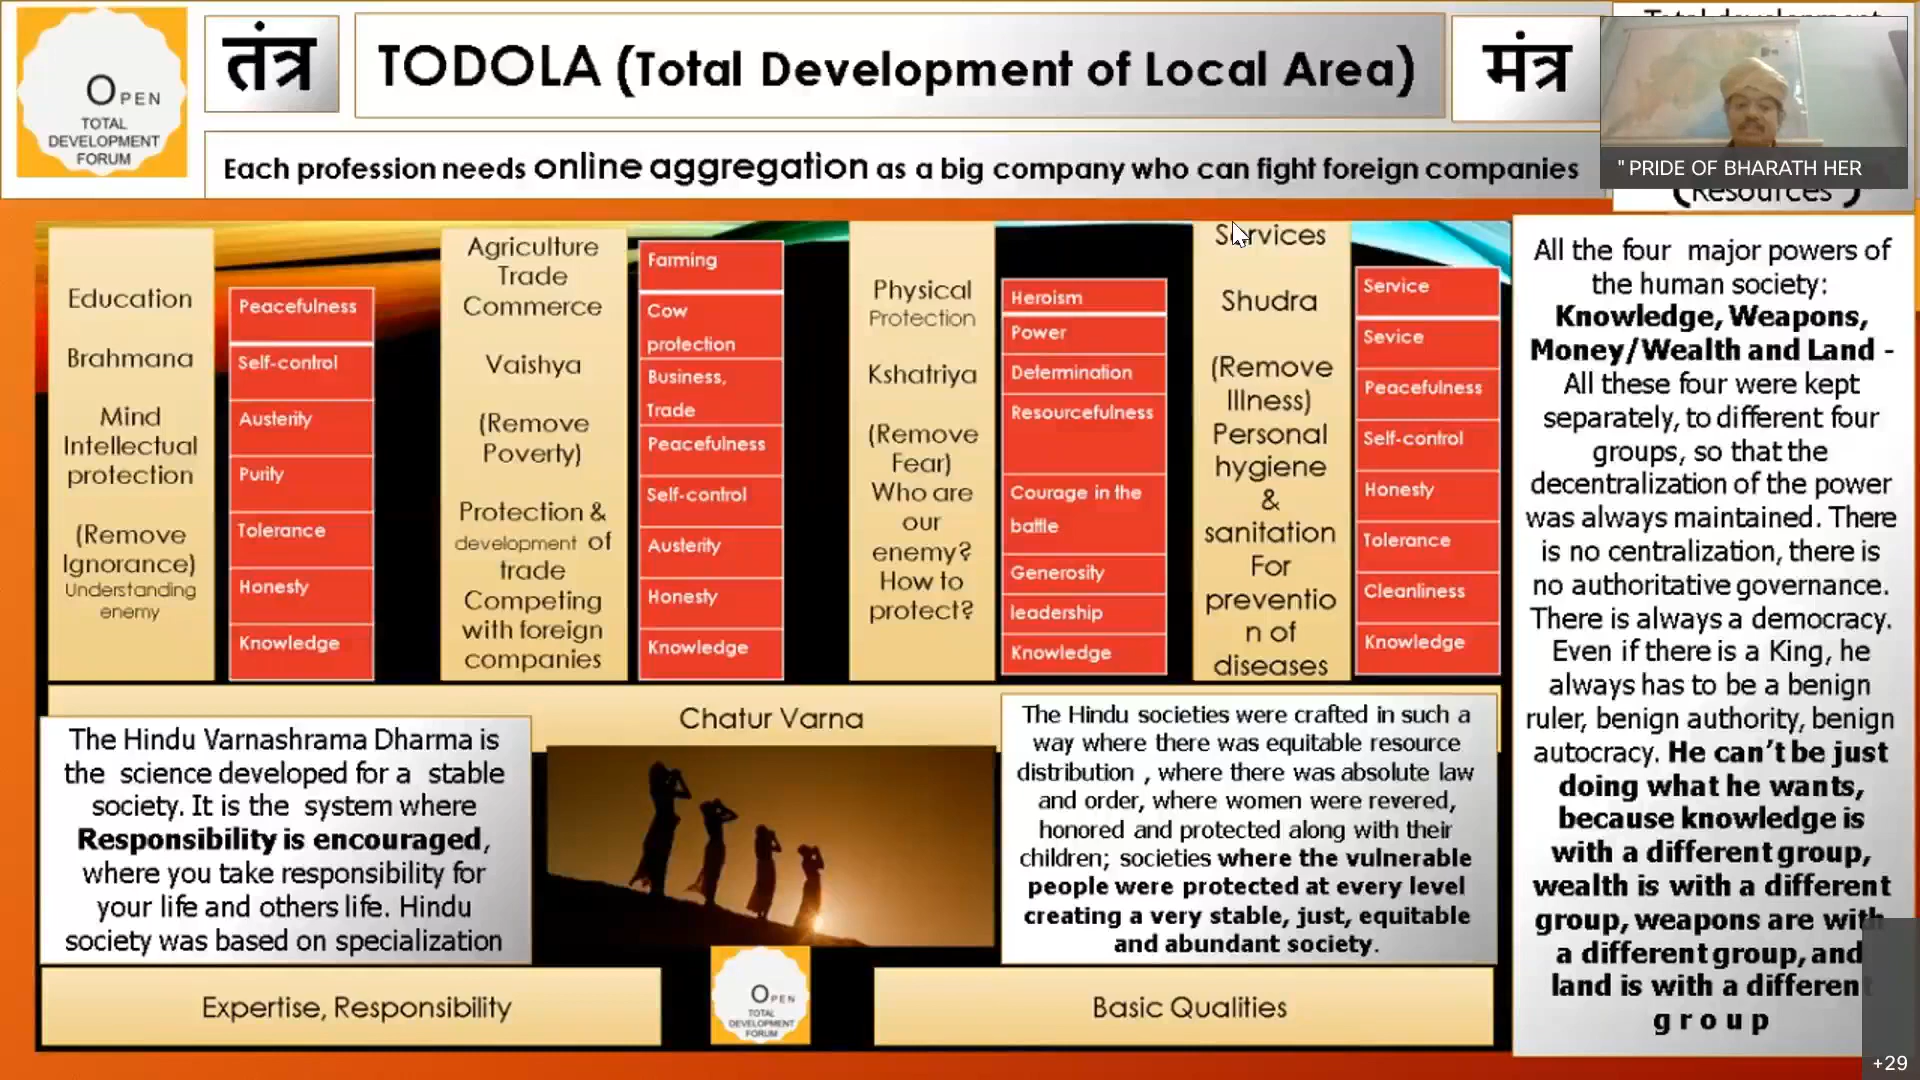 OPEN
TOTAL
DEVELOPMENT
FORUM
तंत्र
TODOLA (Total Development of Local Area)
मंत्र
Each profession needs online aggregation as a big company who can fight foreign companies
" PRIDE OF BHARATH HER
(Resources )
Education
Brahmana
Mind
Intellectual
protection
(Remove
Ignorance)
Understanding
enemy
Peacefulness
Self-control
Austerity
Purity
Tolerance
Honesty
Knowledge
Agriculture
Trade
Commerce
Vaishya
(Remove
Poverty)
Protection &
development of
trade
Competing
with foreign
companies
Farming
Cow
protection
Business,
Trade
Peacefulness
Self-control
Austerity
Honesty
Knowledge
Physical
Protection
Kshatriya
(Remove
Fear)
Who are
our
enemy?
How to
protect?
Heroism
Power
Determination
Resourcefulness
Courage in the
battle
Generosity
leadership
Knowledge
Services
Shudra
(Remove
Illness)
Personal
hygiene
&
sanitation
For
preventio
n of
diseases
Service
Sevice
Peacefulness
Self-control
Honesty
Tolerance
Cleanliness
Knowledge
All the four major powers of
the human society:
Knowledge, Weapons,
Money/Wealth and Land -
All these four were kept
separately, to different four
groups, so that the
decentralization of the power
was always maintained. There
is no centralization, there is
no authoritative governance.
There is always a democracy.
Even if there is a King, he
always has to be a benign
ruler, benign authority, benign
autocracy. He can't be just
doing what he wants,
because knowledge is
with a different group,
wealth is with a different
group, weapons are with
a different group, and
land is with a different
group
Chatur Varna
The Hindu Varnashrama Dharma is
the science developed for a stable
society. It is the system where
Responsibility is encouraged,
where you take responsibility for
your life and others life. Hindu
society was based on specialization
The Hindu societies were crafted in such a
way where there was equitable resource
distribution , where there was absolute law
and order, where women were revered,
honored and protected along with their
children; societies where the vulnerable
people were protected at every level
creating a very stable, just, equitable
and abundant society.
Expertise, Responsibility
OPEN
TOTAL
DEVELOPMENT
FORUM
Basic Qualities
+29